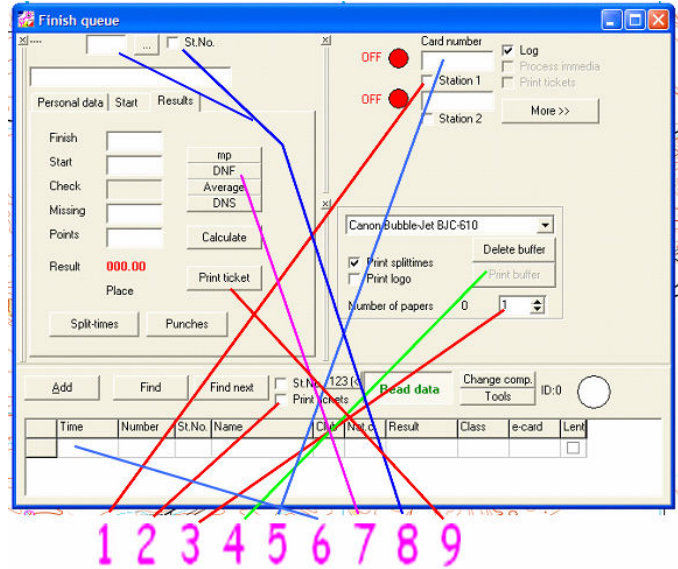 Finish queue
---- ... St.No.
Personal data Start Results
Finish
Start
Check
Missing
Points
Result 000.00
Place
mp
DNF
Average
DNS
Calculate
Print ticket
Split-times Punches
Card number
OFF Station 1
OFF Station 2
Log
Process immedia
Print tickets
More >>
Canon Bubble-Jet BJC-610
Print splittimes
Print logo
Delete buffer
Print buffer
Number of papers 0 1
Add Find Find next St.No. 123 (<
Print tickets
Read data
Change comp.
Tools
ID:0
Time Number St.No. Name Club Nat.c. Result Class e-card Lent
1 2 3 4 5 6 7 8 9